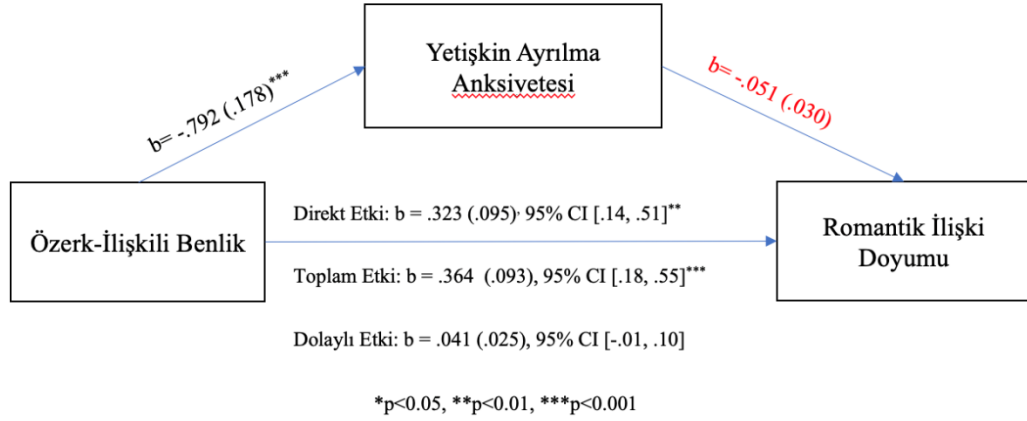 Yetişkin Ayrılma
Anksivetesi
b= -.792 (.178)***
b= -.051 (.030)
Özerk-İlişkili Benlik
Direkt Etki: b = .323 (.095), 95% CI [.14, .51]**
Toplam Etki: b = .364 (.093), 95% CI [.18, .55]***
Dolaylı Etki: b = .041 (.025), 95% CI [-.01, .10]
Romantik İlişki
Doyumu
*p<0.05, **p<0.01, ***p<0.001